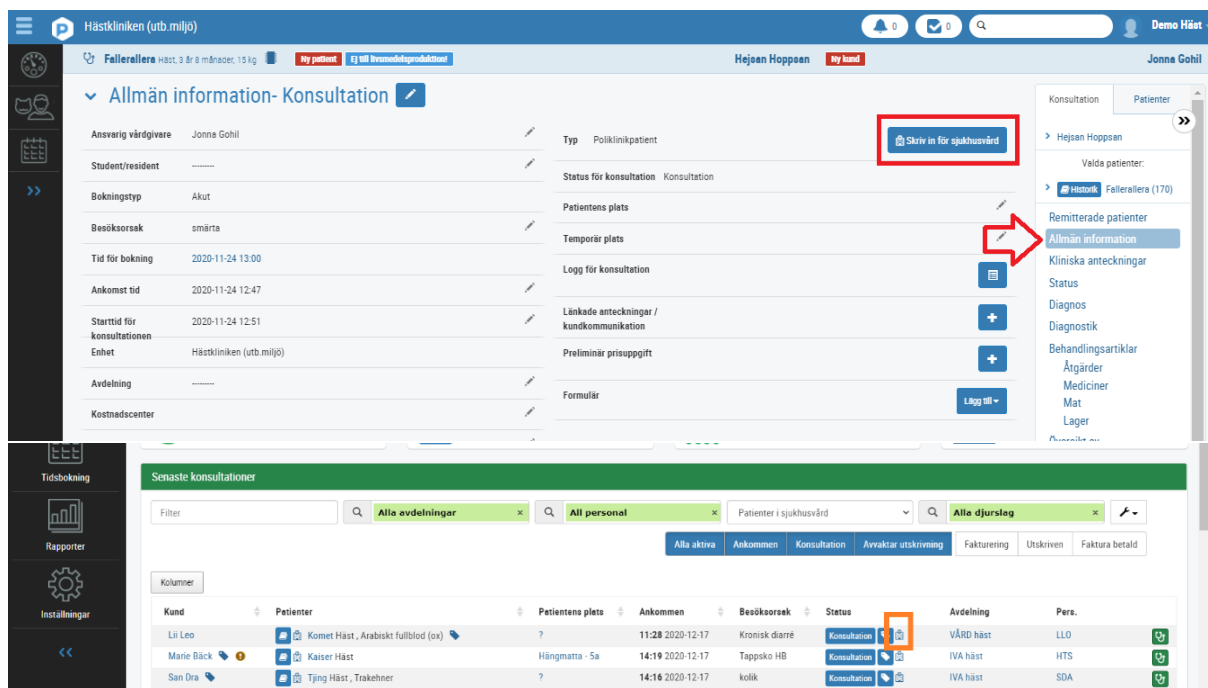 Hästkliniken (utb.miljö) 0 0 Demo Häst
Fallerallera Häst, 3 år 8 månader, 15 kg Ny patient Ej till livsmedelsproduktion! Hejsan Hoppsan Ny kund Jonna Gohil
Allmän information- Konsultation
Ansvarig vårdgivare Jonna Gohil
Student/resident ---------
Bokningstyp Akut
Besöksorsak smärta
Tid för bokning 2020-11-24 13:00
Ankomst tid 2020-11-24 12:47
Starttid för konsultationen 2020-11-24 12:51
Enhet Hästkliniken (utb.miljö)
Avdelning ---------
Kostnadscenter
Typ Poliklinikpatient Skriv in för sjukhusvård
Status för konsultation Konsultation
Patientens plats
Temporär plats
Logg för konsultation
Länkade anteckningar /
kundkommunikation
Preliminär prisuppgift
Formulär Lägg till
Konsultation Patienter
Hejsan Hoppsan
Valda patienter:
Historik Fallerallera (170)
Remitterade patienter
Allmän information
Kliniska anteckningar
Status
Diagnos
Diagnostik
Behandlingsartiklar
Åtgärder
Mediciner
Mat
Lager
Översikt av
Tidsbokning
Rapporter
Inställningar
Senaste konsultationer
Filter Alla avdelningar × All personal × Patienter i sjukhusvård Alla djurslag ×
Alla aktiva Ankommen Konsultation Avvaktar utskrivning Fakturering Utskriven Faktura betald
Kolumner
Kund Patienter Patientens plats Ankommen Besöksorsak Status Avdelning Pers.
Lii Leo Komet Häst , Arabiskt fullblod (ox) ? 11:28 2020-12-17 Kronisk diarré Konsultation VÅRD häst LLO
Marie Bäck Kaiser Häst Hängmatta - 5a 14:19 2020-12-17 Tappsko HB Konsultation IVA häst HTS
San Dra Tjing Häst , Trakehner ? 14:16 2020-12-17 kolik Konsultation IVA häst SDA